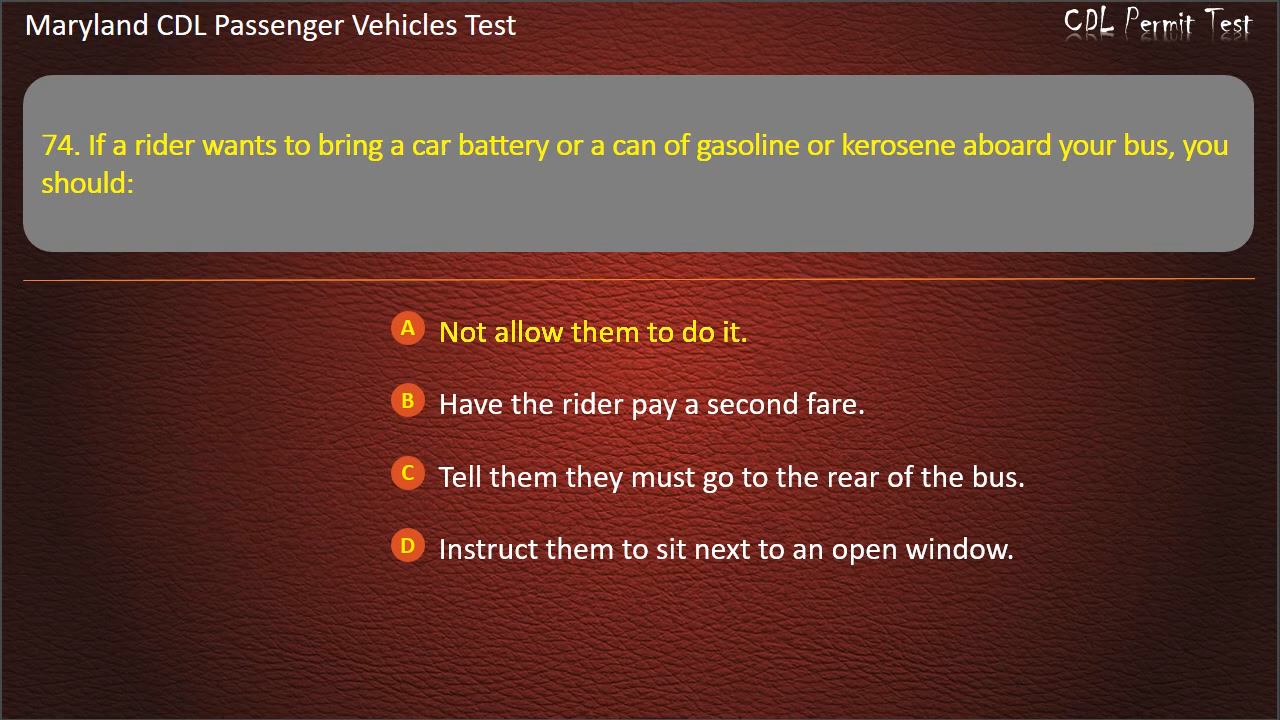 Maryland CDL Passenger Vehicles Test
CDL Permit Test
74. If a rider wants to bring a car battery or a can of gasoline or kerosene aboard your bus, you
should:
A Not allow them to do it.
B Have the rider pay a second fare.
C Tell them they must go to the rear of the bus.
D Instruct them to sit next to an open window.